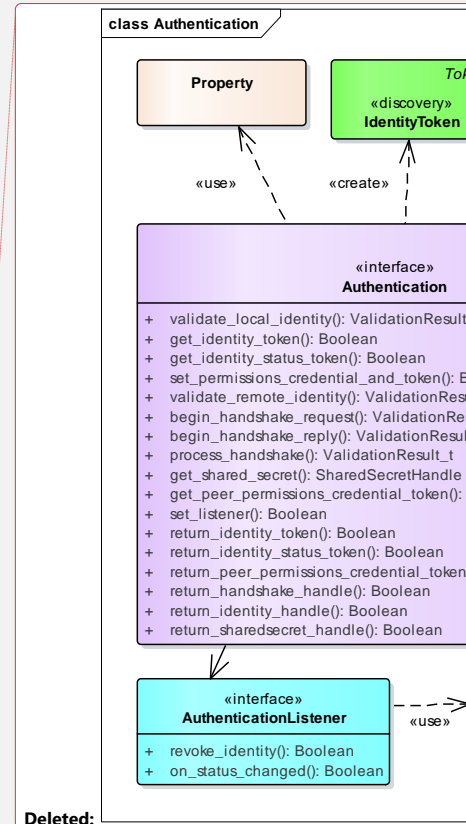 class Authentication
Property
«discovery»
IdentityToken
«use»
«create»
«interface»
Authentication
+ validate_local_identity(): ValidationResult
+ get_identity_token(): Boolean
+ get_identity_status_token(): Boolean
+ set_permissions_credential_and_token(): B
+ validate_remote_identity(): ValidationResu
+ begin_handshake_request(): ValidationRe
+ begin_handshake_reply(): ValidationResul
+ process_handshake(): ValidationResult_t
+ get_shared_secret(): SharedSecretHandle
+ get_peer_permissions_credential_token():
+ set_listener(): Boolean
+ return_identity_token(): Boolean
+ return_identity_status_token(): Boolean
+ return_peer_permissions_credential_token
+ return_handshake_handle(): Boolean
+ return_identity_handle(): Boolean
+ return_sharedsecret_handle(): Boolean
«interface»
AuthenticationListener
«use»
+ revoke_identity(): Boolean
+ on_status_changed(): Boolean
Deleted: